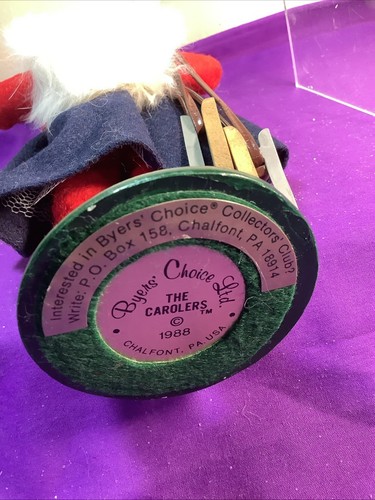 Interested in Byers' Choice® Collectors' Club?
Write: P.O. Box 158, Chalfont, PA 18914
Byers' Choice Ltd
THE
CAROLERS™
©
1988
• CHALFONT, PA USA •